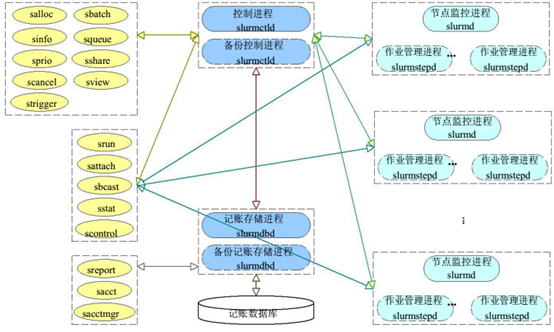 salloc
sbatch
sinfo
squeue
sprio
sshare
scancel
sview
strigger
srun
sattach
sbcast
sstat
scontrol
sreport
sacct
sacctmgr
控制进程
slurmctld
备份控制进程
slurmctld
记账存储进程
slurmdbd
备份记账存储进程
slurmdbd
记账数据库
节点监控进程
slurmd
作业管理进程 ... 作业管理进程
slurmstepd slurmstepd
节点监控进程
slurmd
作业管理进程 ... 作业管理进程
slurmstepd slurmstepd
...
节点监控进程
slurmd
作业管理进程 ... 作业管理进程
slurmstepd slurmstepd